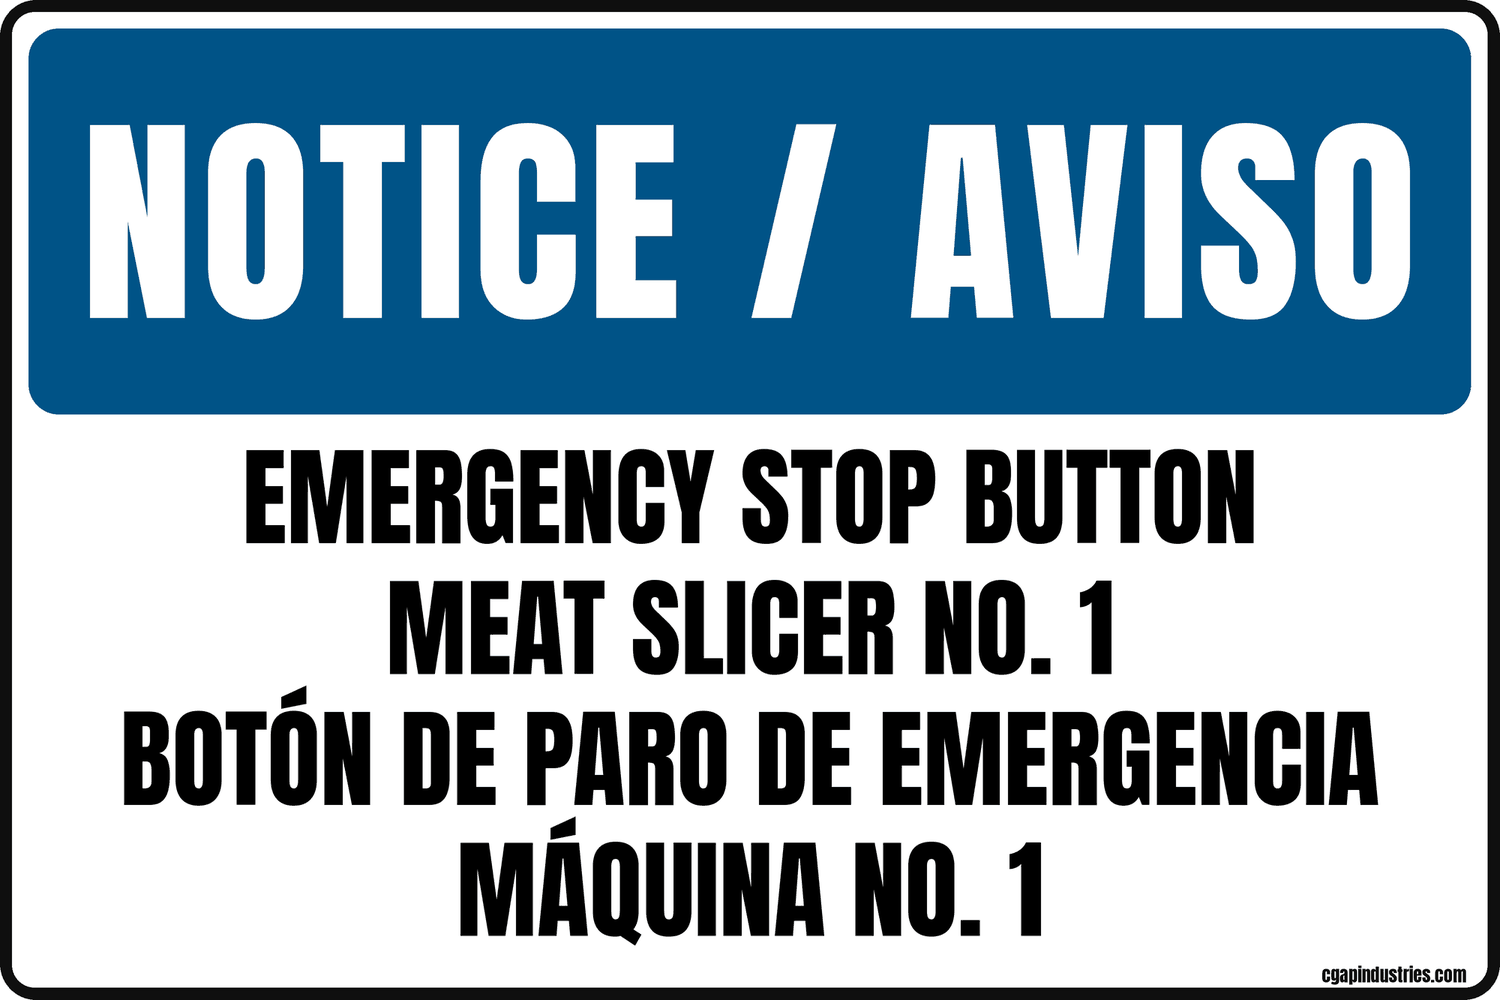 NOTICE / AVISO
EMERGENCY STOP BUTTON
MEAT SLICER NO. 1
BOTÓN DE PARO DE EMERGENCIA
MÁQUINA NO. 1
cgapindustries.com